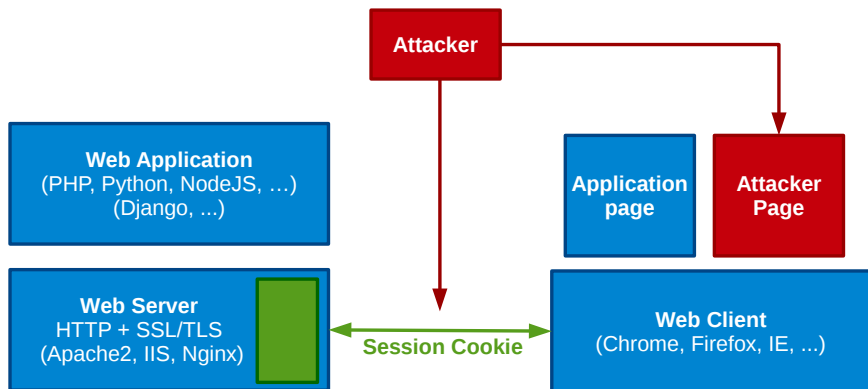 Attacker
Web Application
(PHP, Python, NodeJS, …)
(Django, ...)
Application
page
Attacker
Page
Web Server
HTTP + SSL/TLS
(Apache2, IIS, Nginx)
Session Cookie
Web Client
(Chrome, Firefox, IE, ...)